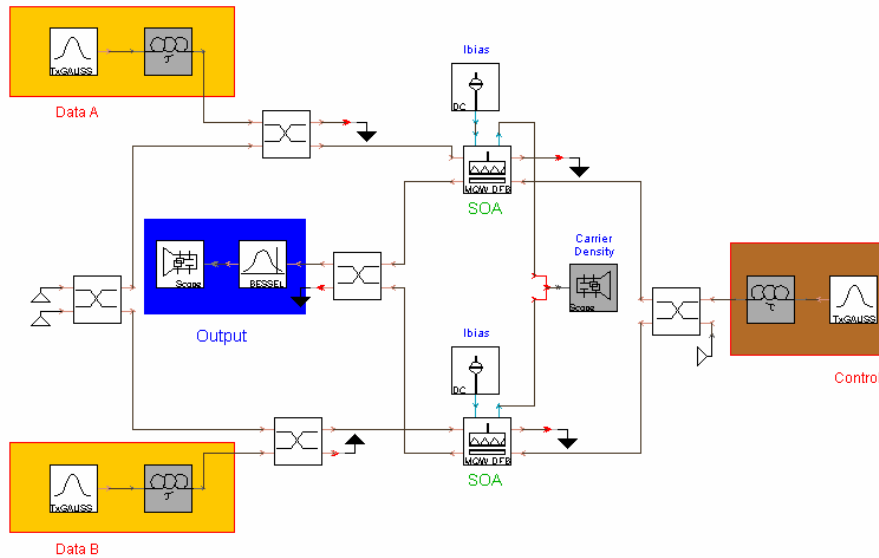 TxGAUSS
τ
Data A
Ibias
DC
MQW DFB
SOA
Carrier
Density
Scope
Scope
BESSEL
Output
τ
TxGAUSS
Control
Ibias
DC
MQW DFB
SOA
TxGAUSS
τ
Data B